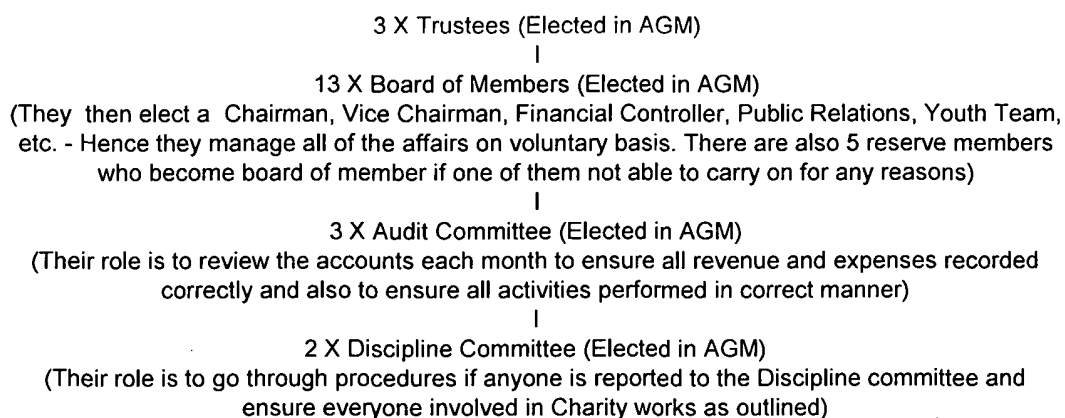 3 X Trustees (Elected in AGM)
|
13 X Board of Members (Elected in AGM)
(They then elect a Chairman, Vice Chairman, Financial Controller, Public Relations, Youth Team,
etc. - Hence they manage all of the affairs on voluntary basis. There are also 5 reserve members
who become board of member if one of them not able to carry on for any reasons)
|
3 X Audit Committee (Elected in AGM)
(Their role is to review the accounts each month to ensure all revenue and expenses recorded
correctly and also to ensure all activities performed in correct manner)
|
2 X Discipline Committee (Elected in AGM)
(Their role is to go through procedures if anyone is reported to the Discipline committee and
ensure everyone involved in Charity works as outlined)